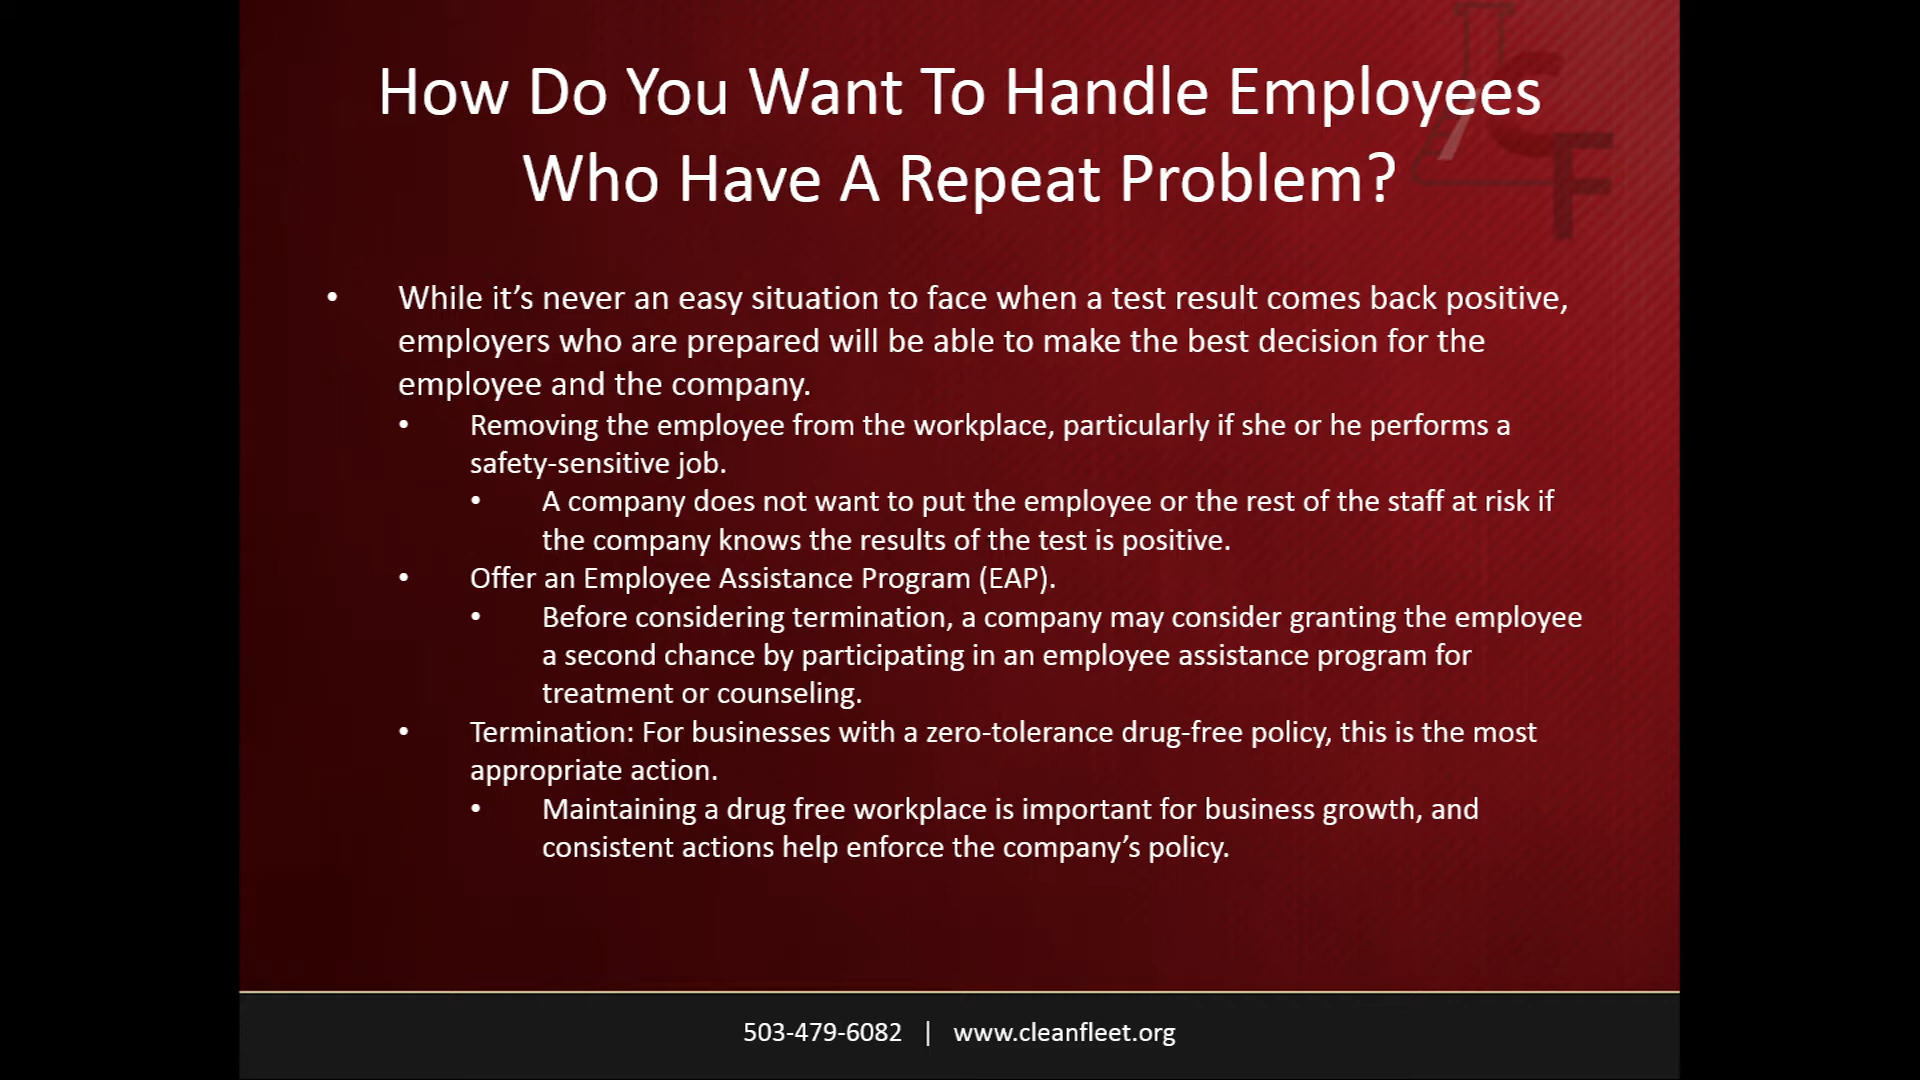 How Do You Want To Handle Employees
Who Have A Repeat Problem?
• While it’s never an easy situation to face when a test result comes back positive,
employers who are prepared will be able to make the best decision for the
employee and the company.
• Removing the employee from the workplace, particularly if she or he performs a
safety-sensitive job.
• A company does not want to put the employee or the rest of the staff at risk if
the company knows the results of the test is positive.
• Offer an Employee Assistance Program (EAP).
• Before considering termination, a company may consider granting the employee
a second chance by participating in an employee assistance program for
treatment or counseling.
• Termination: For businesses with a zero-tolerance drug-free policy, this is the most
appropriate action.
• Maintaining a drug free workplace is important for business growth, and
consistent actions help enforce the company’s policy.
503-479-6082 | www.cleanfleet.org
CF